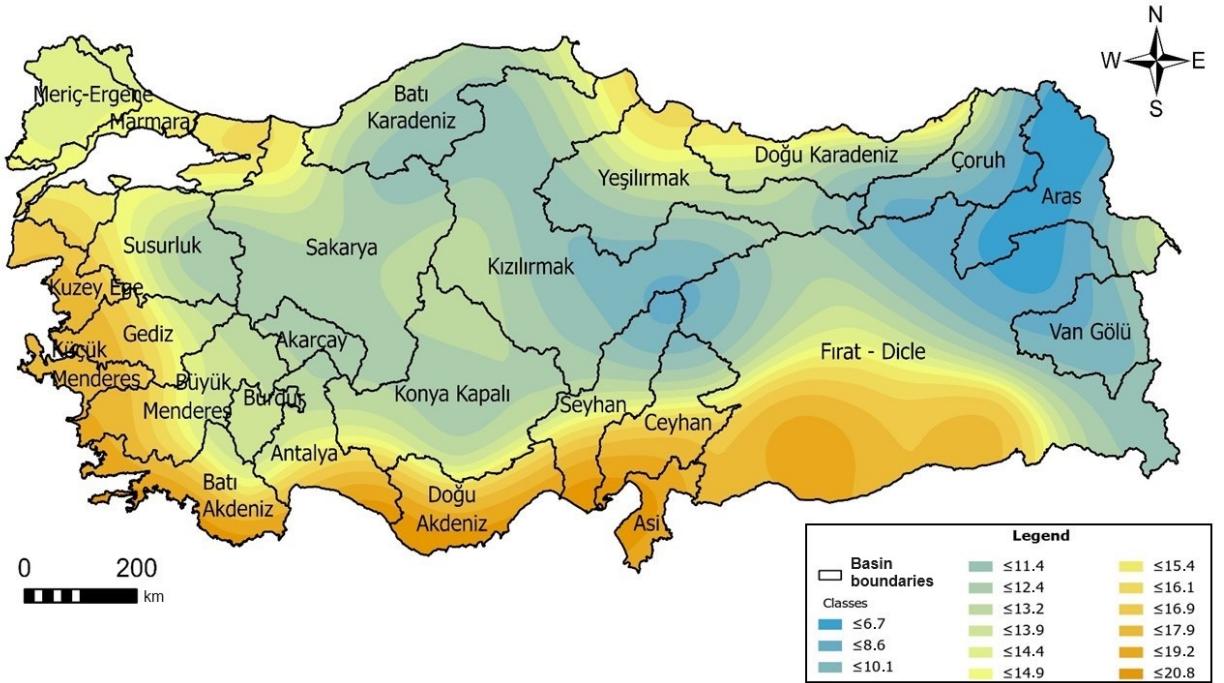 N
W E
S
Meriç-Ergene
Marmara
Batı
Karadeniz
Doğu Karadeniz
Çoruh
Yeşilırmak
Aras
Susurluk
Sakarya
Kızılırmak
Kuzey Ege
Gediz
Akarçay
Van Gölü
Küçük
Menderes
Büyük
Menderes
Burdur
Konya Kapalı
Fırat - Dicle
Seyhan
Ceyhan
Antalya
Batı
Akdeniz
Doğu
Akdeniz
Asi
0 200
km
Legend
Basin
boundaries
Classes
≤6.7
≤8.6
≤10.1
≤11.4
≤12.4
≤13.2
≤13.9
≤14.4
≤14.9
≤15.4
≤16.1
≤16.9
≤17.9
≤19.2
≤20.8